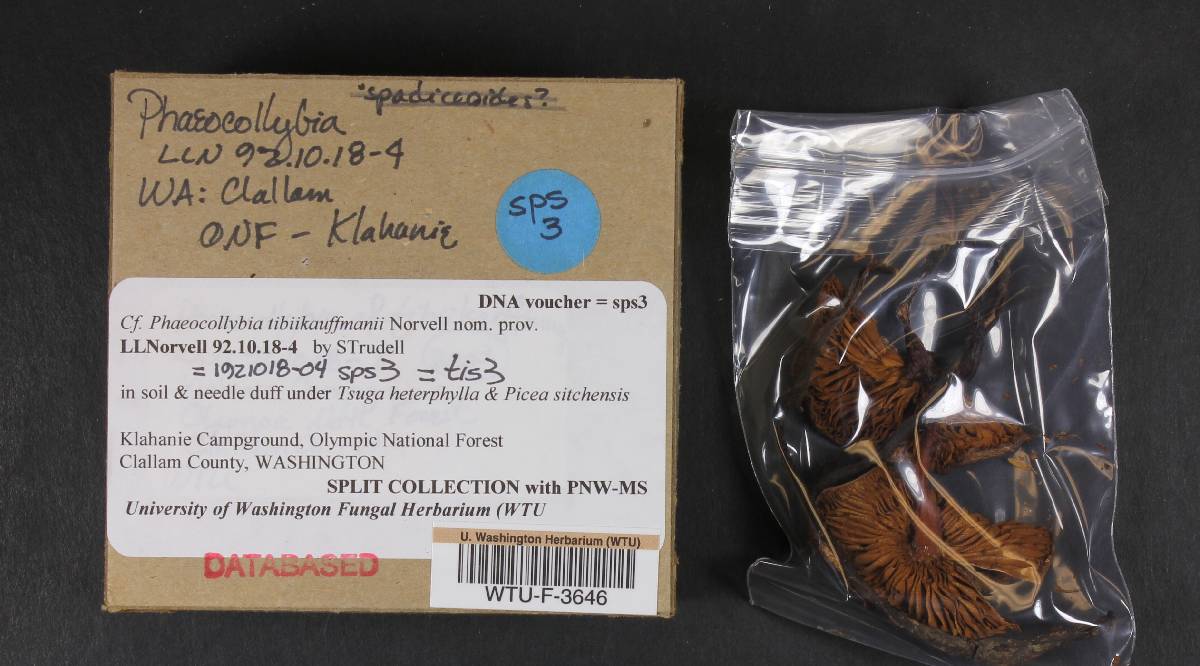 "spadiceoides?
Phaeocollybia
LLN 92.10.18-4
WA: Clallam
ONF - Klahanie
sps
3
DNA voucher = sps3
Cf. Phaeocollybia tibiikauffmanii Norvell nom. prov.
LLNorvell 92.10.18-4 by STrudell
= 1921018-04 sps3 = tis3
in soil & needle duff under Tsuga heterphylla & Picea sitchensis
Klahanie Campground, Olympic National Forest
Clallam County, WASHINGTON
SPLIT COLLECTION with PNW-MS
University of Washington Fungal Herbarium (WTU
DATABASED
U. Washington Herbarium (WTU)
WTU-F-3646